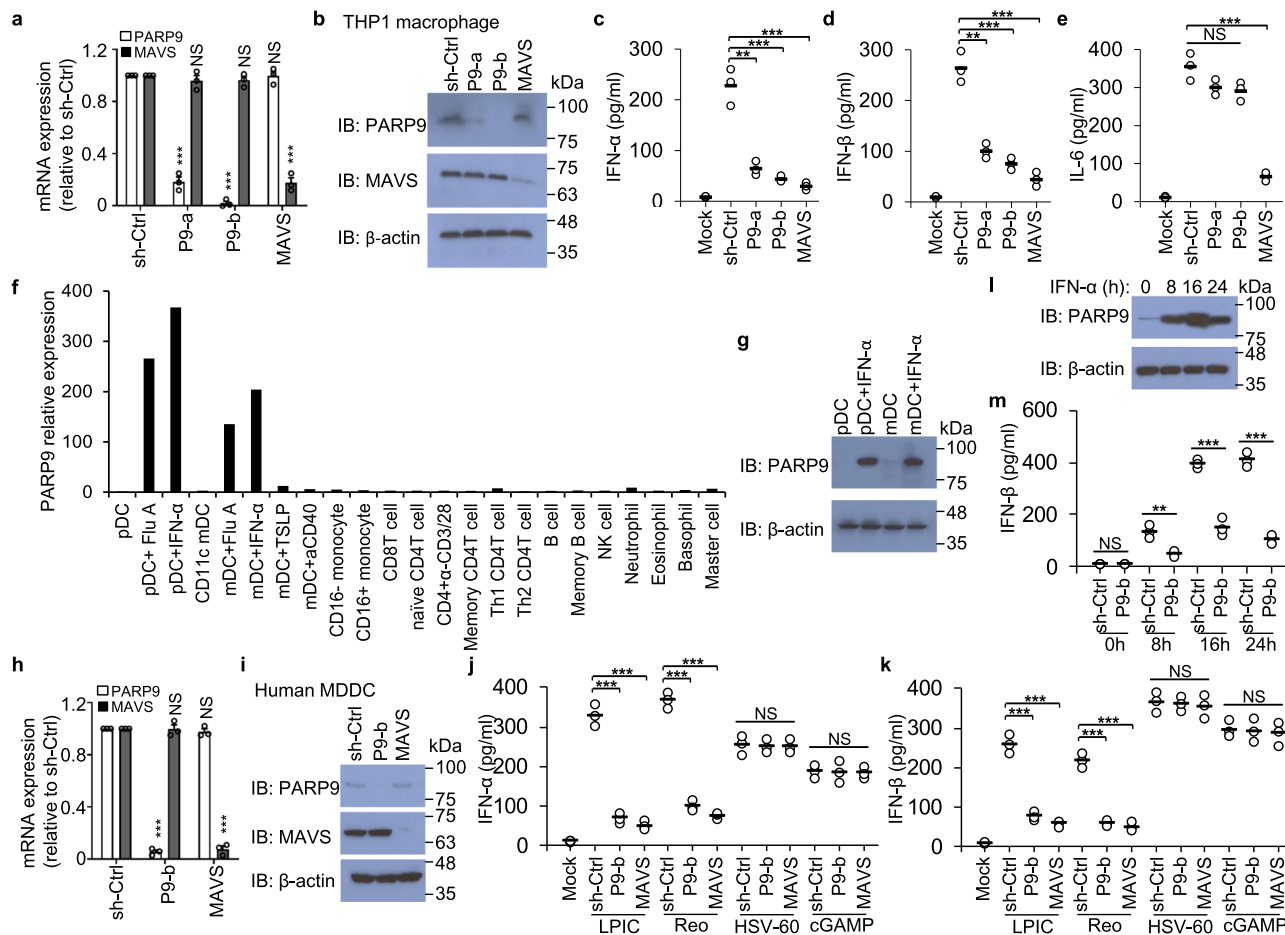 a
PARP9
MAVS
mRNA expression
(relative to sh-Ctrl)
1.2
0.8
0.4
0
NS
NS
NS
***
***
***
sh-Ctrl
P9-a
P9-b
MAVS
b
THP1 macrophage
sh-Ctrl
P9-a
P9-b
MAVS
kDa
IB: PARP9
100
75
IB: MAVS
75
63
IB: β-actin
48
35
c
IFN-α (pg/ml)
300
200
100
0
***
***
**
Mock
sh-Ctrl
P9-a
P9-b
MAVS
d
IFN-β (pg/ml)
300
200
100
0
***
***
**
Mock
sh-Ctrl
P9-a
P9-b
MAVS
e
IL-6 (pg/ml)
400
300
200
100
0
***
NS
Mock
sh-Ctrl
P9-a
P9-b
MAVS
f
PARP9 relative expression
400
300
200
100
0
pDC
pDC+ Flu A
pDC+IFN-α
CD11c mDC
mDC+Flu A
mDC+IFN-α
mDC+TSLP
mDC+aCD40
CD16- monocyte
CD16+ monocyte
CD8T cell
naïve CD4T cell
CD4+α-CD3/28
Memory CD4T cell
Th1 CD4T cell
Th2 CD4T cell
B cell
Memory B cell
NK cell
Neutrophil
Eosinophil
Basophil
Master cell
g
pDC
pDC+IFN-α
mDC
mDC+IFN-α
kDa
IB: PARP9
100
75
IB: β-actin
48
35
l
IFN-α (h): 0 8 16 24 kDa
IB: PARP9
100
75
IB: β-actin
48
35
m
IFN-β (pg/ml)
600
400
200
0
NS
**
***
***
sh-Ctrl
P9-b
sh-Ctrl
P9-b
sh-Ctrl
P9-b
sh-Ctrl
P9-b
0h 8h 16h 24h
h
PARP9
MAVS
mRNA expression
(relative to sh-Ctrl)
1.2
1.0
0.8
0.6
0.4
0.2
0
NS
NS
***
***
sh-Ctrl
P9-b
MAVS
i
Human MDDC
sh-Ctrl
P9-b
MAVS
kDa
IB: PARP9
100
75
IB: MAVS
75
63
IB: β-actin
48
35
j
IFN-α (pg/ml)
400
300
200
100
0
***
***
***
***
NS
NS
Mock
sh-Ctrl
P9-b
MAVS
sh-Ctrl
P9-b
MAVS
sh-Ctrl
P9-b
MAVS
sh-Ctrl
P9-b
MAVS
LPIC Reo HSV-60 cGAMP
k
IFN-β (pg/ml)
400
300
200
100
0
***
***
***
***
NS
NS
Mock
sh-Ctrl
P9-b
MAVS
sh-Ctrl
P9-b
MAVS
sh-Ctrl
P9-b
MAVS
sh-Ctrl
P9-b
MAVS
LPIC Reo HSV-60 cGAMP